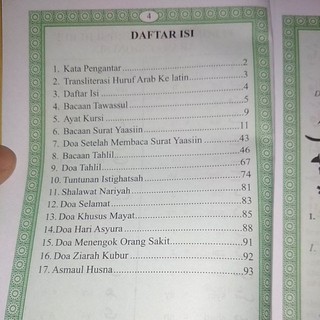 4
DAFTAR ISI
1. Kata Pengantar.....2
2. Transliterasi Huruf Arab Ke latin.....3
3. Daftar Isi.....4
4. Bacaan Tawassul.....5
5. Ayat Kursi.....9
6. Bacaan Surat Yaasiin.....11
7. Doa Setelah Membaca Surat Yaasiin.....43
8. Bacaan Tahlil.....46
9. Doa Tahlil.....67
10. Tuntunan Istighatsah.....74
11. Shalawat Nariyah.....81
12. Doa Selamat.....83
13. Doa Khusus Mayat.....85
14.Doa Hari Asyura.....88
15. Doa Menengok Orang Sakit.....91
16. Doa Ziarah Kubur.....92
17. Asmaul Husna.....93